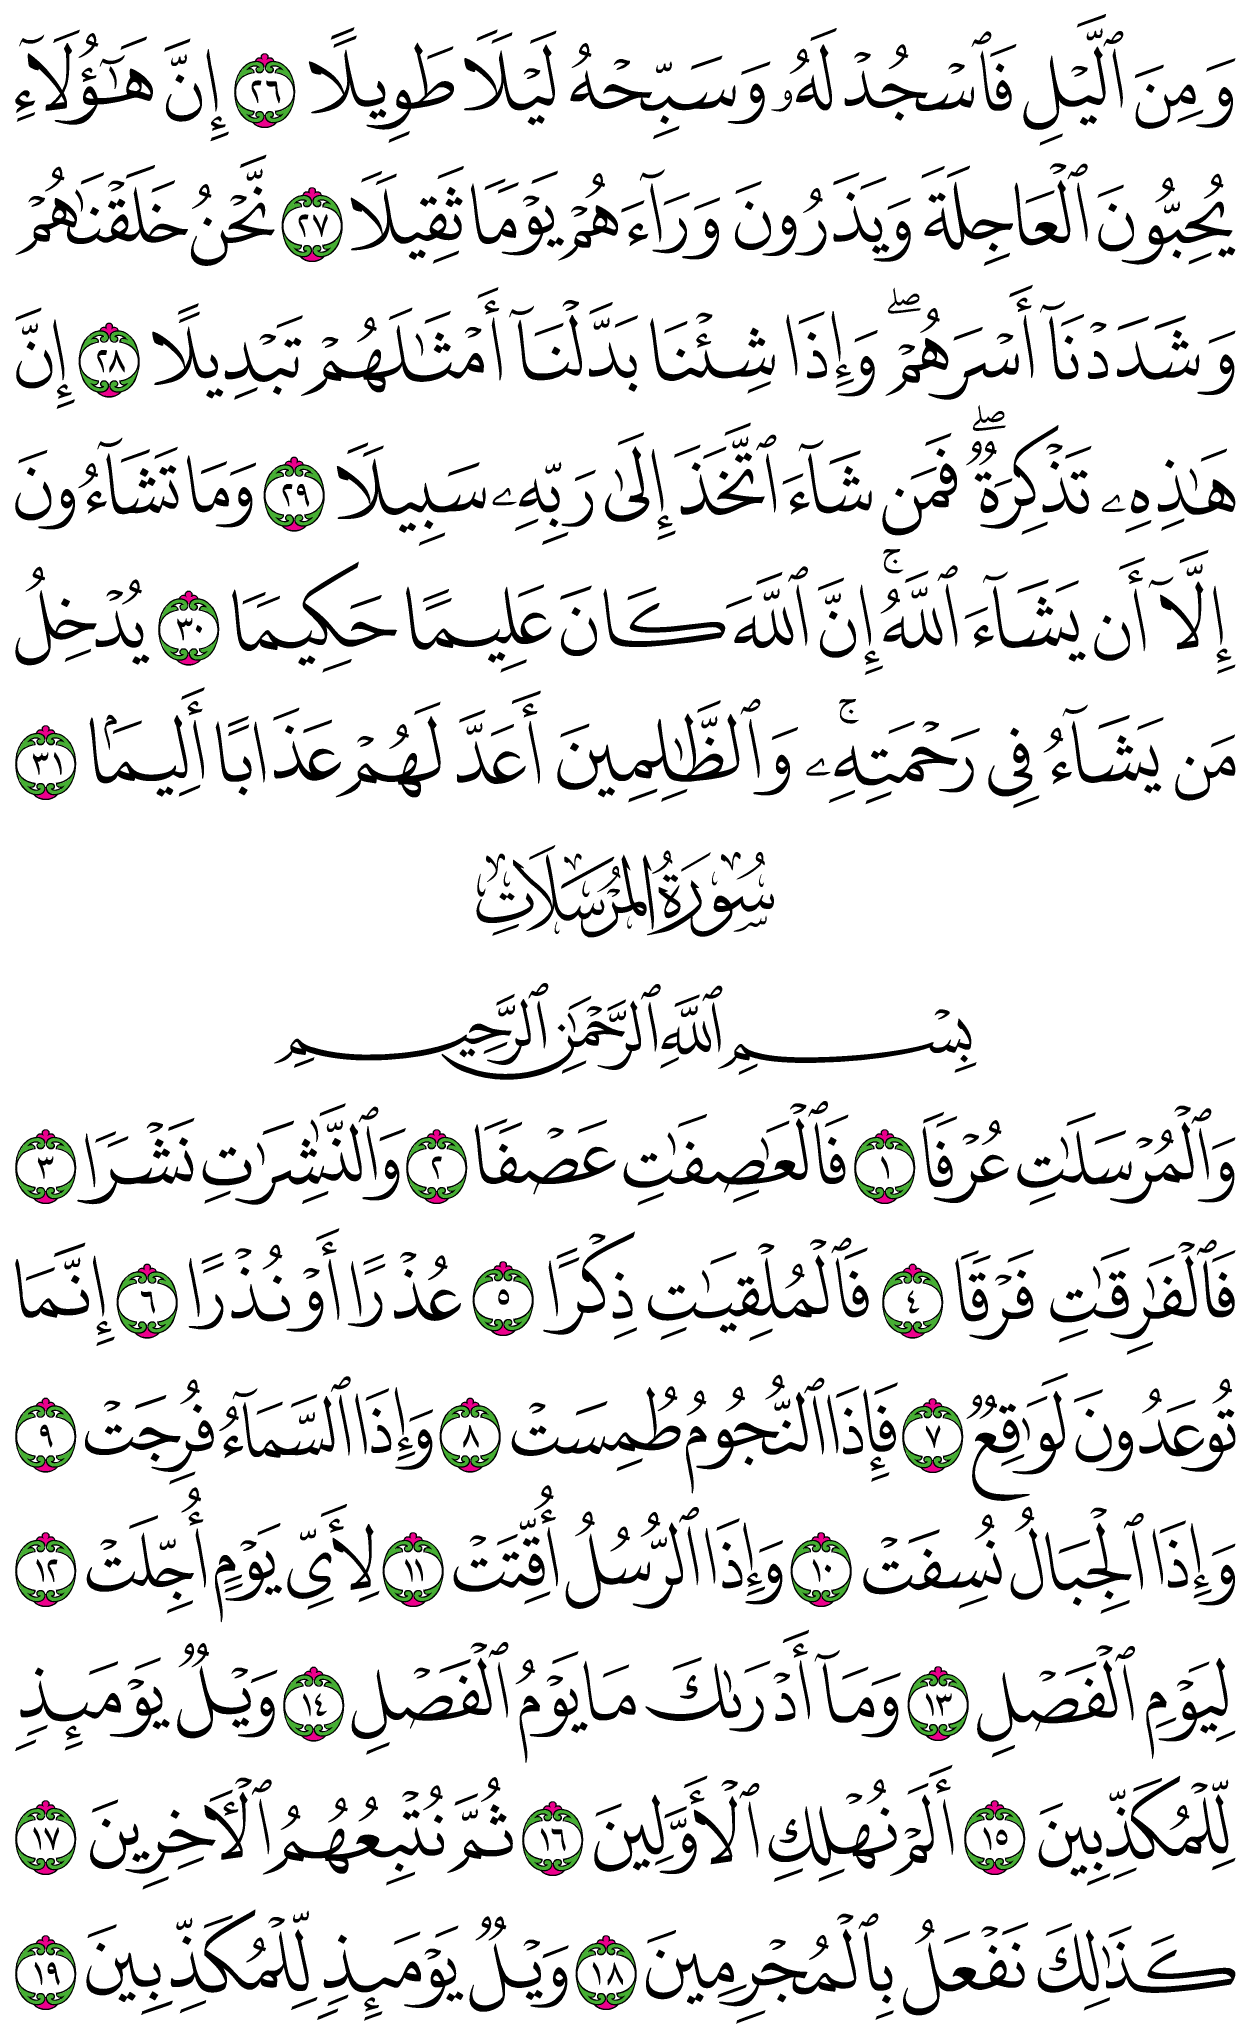 وَمِنَ ٱلَّيۡلِ فَٱسۡجُدۡ لَهُۥ وَسَبِّحۡهُ لَيۡلٗا طَوِيلًا ٢٦ إِنَّ هَٰٓؤُلَآءِ
يُحِبُّونَ ٱلۡعَاجِلَةَ وَيَذَرُونَ وَرَآءَهُمۡ يَوۡمٗا ثَقِيلٗا ٢٧ نَّحۡنُ خَلَقۡنَٰهُمۡ
وَشَدَدۡنَآ أَسۡرَهُمۡۖ وَإِذَا شِئۡنَا بَدَّلۡنَآ أَمۡثَٰلَهُمۡ تَبۡدِيلًا ٢٨ إِنَّ
هَٰذِهِۦ تَذۡكِرَةٞۖ فَمَن شَآءَ ٱتَّخَذَ إِلَىٰ رَبِّهِۦ سَبِيلٗا ٢٩ وَمَا تَشَآءُونَ
إِلَّآ أَن يَشَآءَ ٱللَّهُۚ إِنَّ ٱللَّهَ كَانَ عَلِيمًا حَكِيمٗا ٣٠ يُدۡخِلُ
مَن يَشَآءُ فِي رَحۡمَتِهِۦۚ وَٱلظَّٰلِمِينَ أَعَدَّ لَهُمۡ عَذَابًا أَلِيمَۢا ٣١
سُورَةُ المُرۡسَلَاتِ
بِسۡمِ ٱللَّهِ ٱلرَّحۡمَٰنِ ٱلرَّحِيمِ
وَٱلۡمُرۡسَلَٰتِ عُرۡفٗا ١ فَٱلۡعَٰصِفَٰتِ عَصۡفٗا ٢ وَٱلنَّٰشِرَٰتِ نَشۡرٗا ٣
فَٱلۡفَٰرِقَٰتِ فَرۡقٗا ٤ فَٱلۡمُلۡقِيَٰتِ ذِكۡرًا ٥ عُذۡرًا أَوۡ نُذۡرًا ٦ إِنَّمَا
تُوعَدُونَ لَوَٰقِعٞ ٧ فَإِذَا ٱلنُّجُومُ طُمِسَتۡ ٨ وَإِذَا ٱلسَّمَآءُ فُرِجَتۡ ٩
وَإِذَا ٱلۡجِبَالُ نُسِفَتۡ ١٠ وَإِذَا ٱلرُّسُلُ أُقِّتَتۡ ١١ لِأَيِّ يَوۡمٍ أُجِّلَتۡ ١٢
لِيَوۡمِ ٱلۡفَصۡلِ ١٣ وَمَآ أَدۡرَىٰكَ مَا يَوۡمُ ٱلۡفَصۡلِ ١٤ وَيۡلٞ يَوۡمَئِذٖ
لِّلۡمُكَذِّبِينَ ١٥ أَلَمۡ نُهۡلِكِ ٱلۡأَوَّلِينَ ١٦ ثُمَّ نُتۡبِعُهُمُ ٱلۡأٓخِرِينَ ١٧
كَذَٰلِكَ نَفۡعَلُ بِٱلۡمُجۡرِمِينَ ١٨ وَيۡلٞ يَوۡمَئِذٖ لِّلۡمُكَذِّبِينَ ١٩